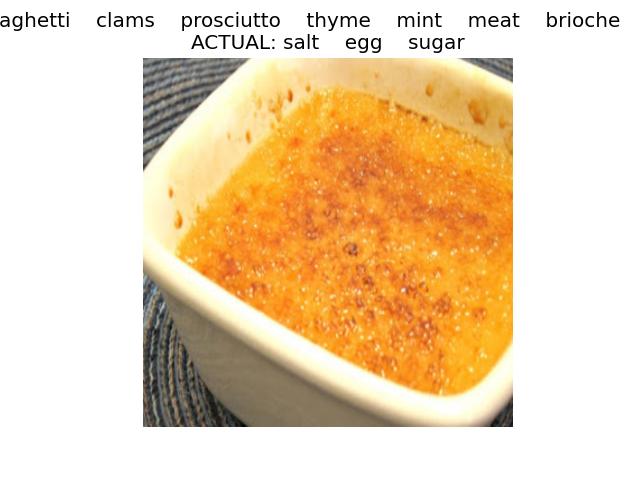 aghetti clams prosciutto thyme mint meat brioche
ACTUAL: salt egg sugar